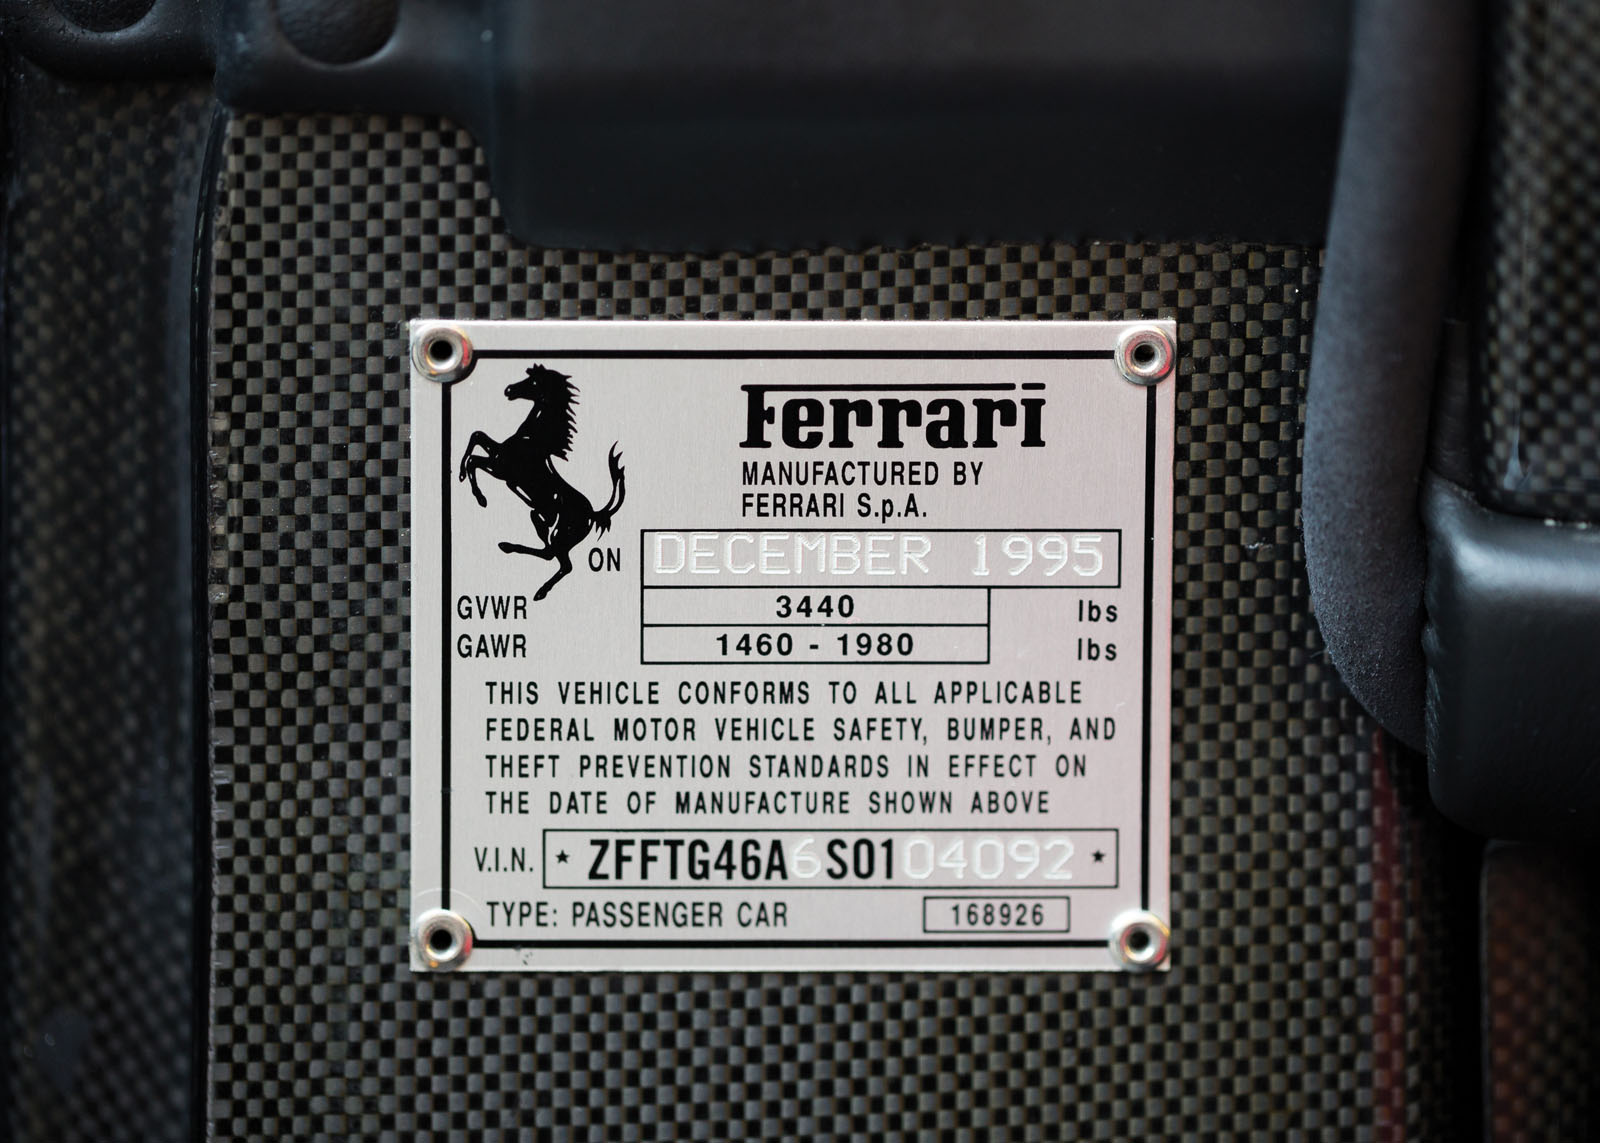 Ferrari
MANUFACTURED BY
FERRARI S.p.A.
ON DECEMBER 1995
GVWR 3440 lbs
GAWR 1460 - 1980 lbs
THIS VEHICLE CONFORMS TO ALL APPLICABLE
FEDERAL MOTOR VEHICLE SAFETY, BUMPER, AND
THEFT PREVENTION STANDARDS IN EFFECT ON
THE DATE OF MANUFACTURE SHOWN ABOVE
V.I.N. ★ ZFFTG46A6S0104092 ★
TYPE: PASSENGER CAR 168926